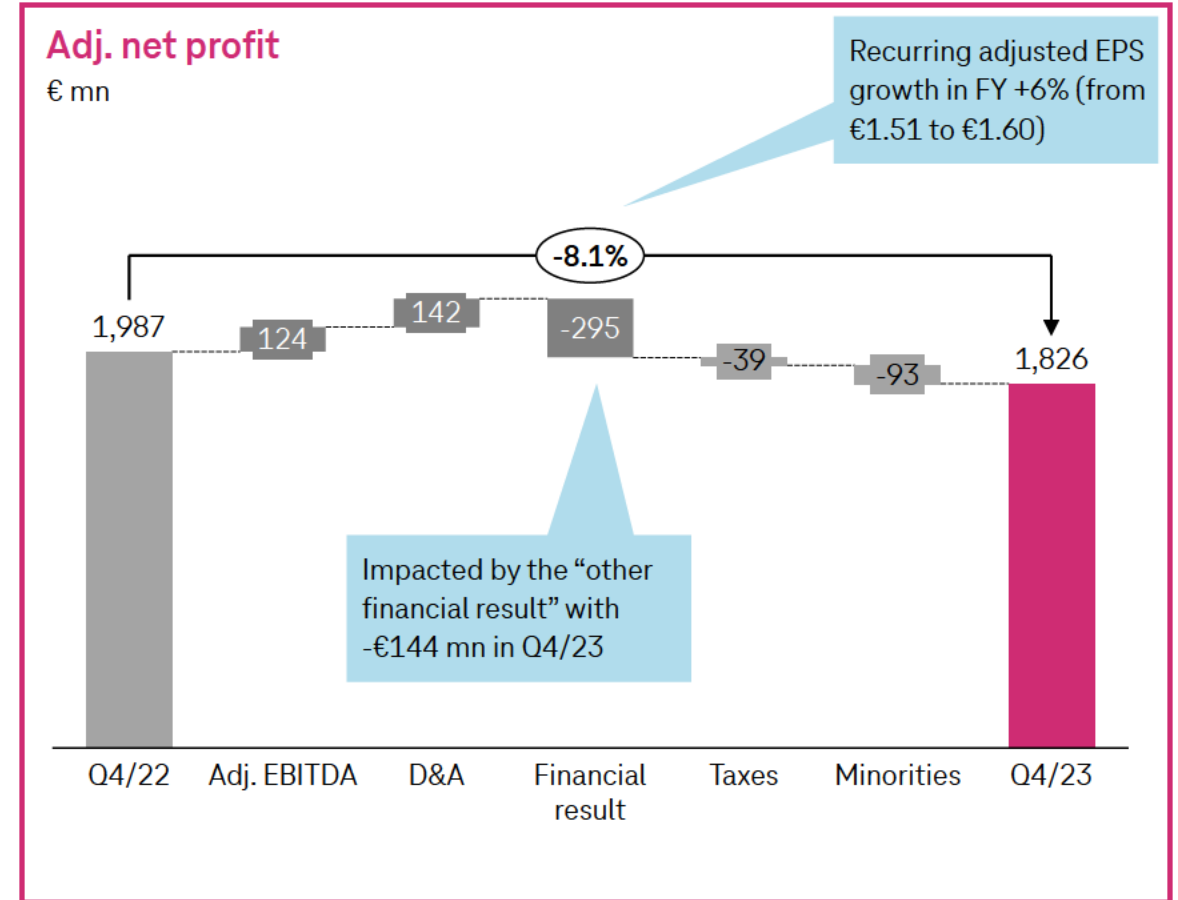 Adj. net profit
€ mn
Recurring adjusted EPS
growth in FY +6% (from
€1.51 to €1.60)
-8.1%
1,987
124
142
-295
-39
-93
1,826
Impacted by the “other
financial result” with
-€144 mn in Q4/23
Q4/22
Adj. EBITDA
D&A
Financial
result
Taxes
Minorities
Q4/23